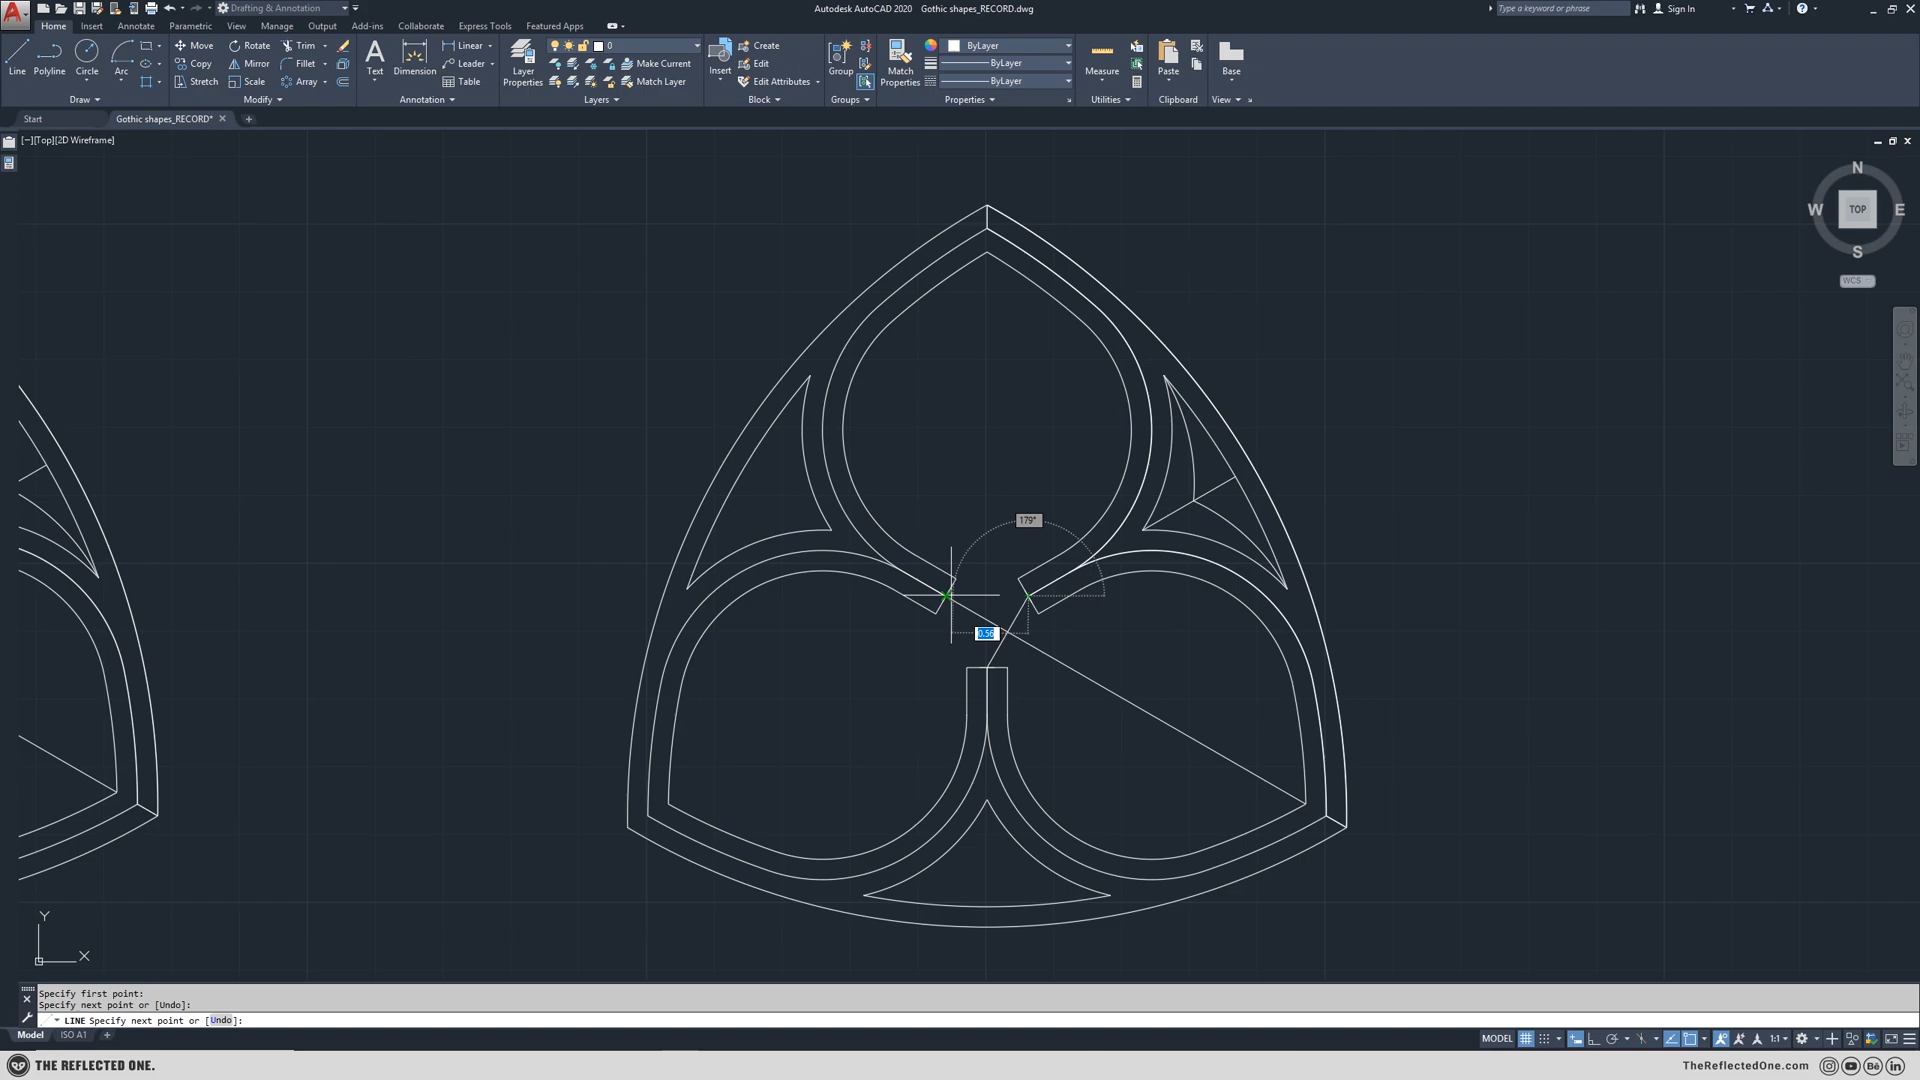 Drafting & Annotation
Autodesk AutoCAD 2020 Gothic shapes_RECORD.dwg
Type a keyword or phrase
Sign In
Home Insert Annotate Parametric View Manage Output Add-ins Collaborate Express Tools Featured Apps
Line Polyline Circle Arc
Move Rotate Trim
Copy Mirror Fillet
Stretch Scale Array
Text Dimension
Linear
Leader
Table
Layer Properties
0
Make Current
Match Layer
Insert
Create
Edit
Edit Attributes
Group
Match Properties
ByLayer
ByLayer
ByLayer
Measure
Paste
Base
Draw Modify Annotation Layers Block Groups Properties Utilities Clipboard View
Start Gothic shapes_RECORD*
[−][Top][2D Wireframe]
N
W TOP E
S
WCS
179°
0.56
Y
X
Specify first point:
Specify next point or [Undo]:
LINE Specify next point or [Undo]:
Model ISO A1
MODEL
1:1
THE REFLECTED ONE.
TheReflectedOne.com